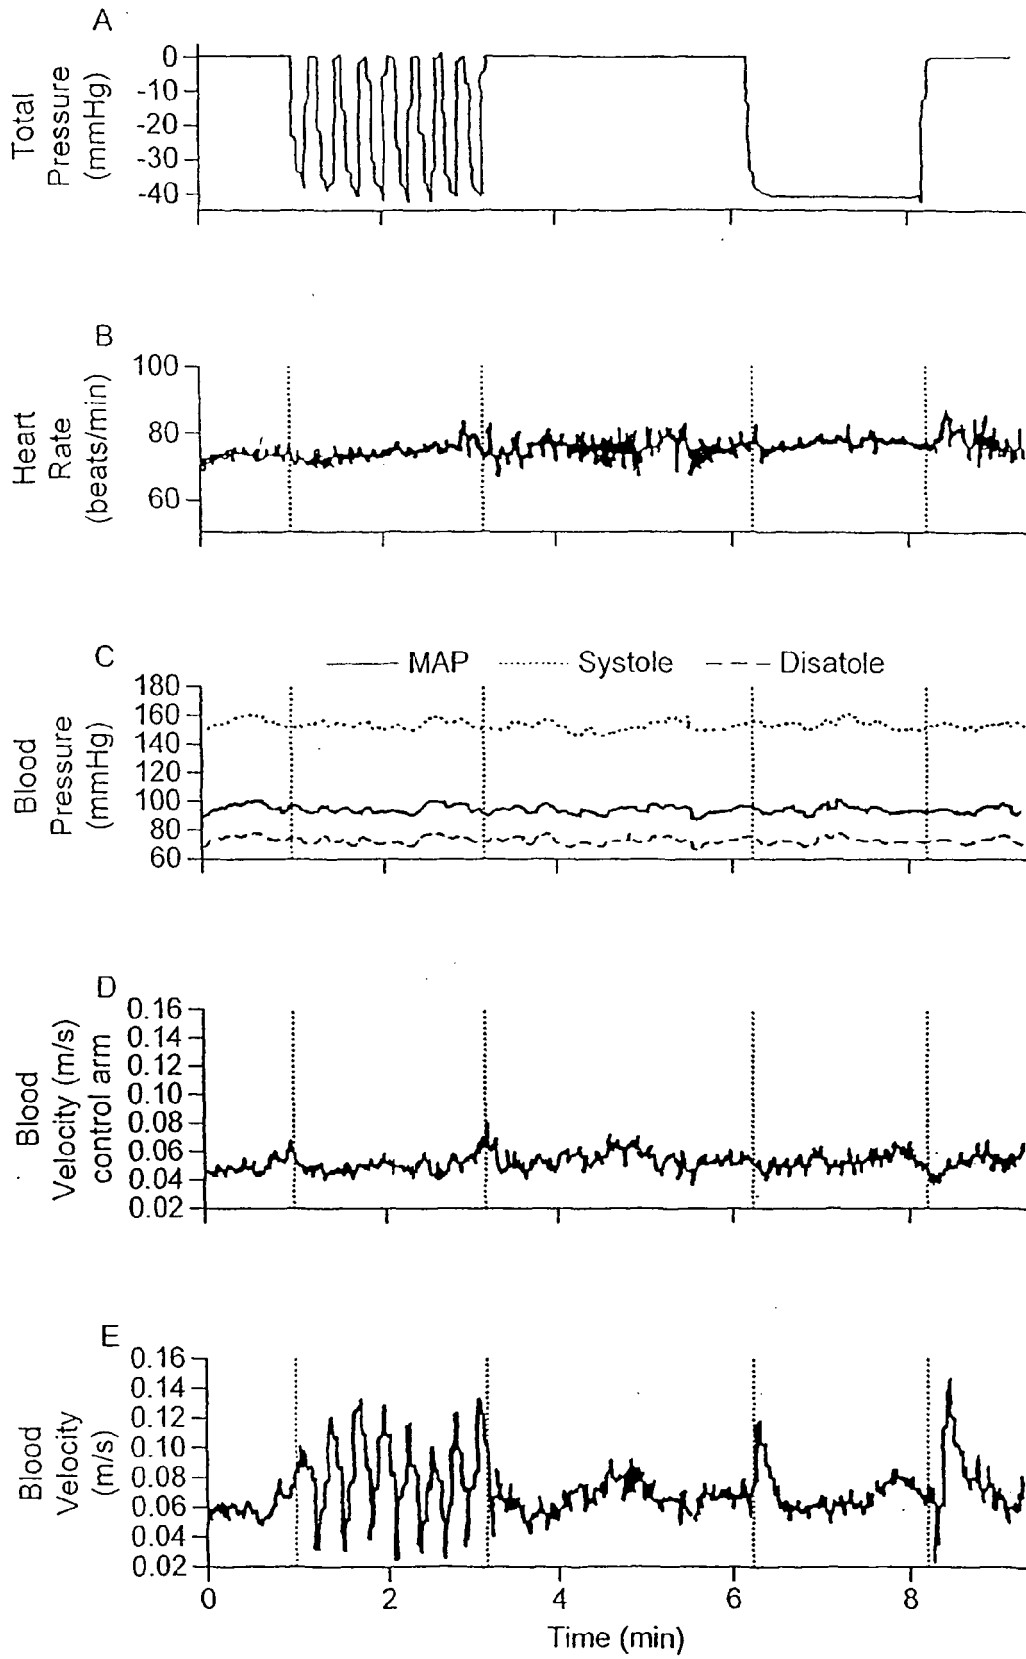 A
Total
Pressure
(mmHg)
0
-10
-20
-30
-40
B
Heart
Rate
(beats/min)
100
80
60
C
MAP Systole Disatole
Blood
Pressure
(mmHg)
180
160
140
120
100
80
60
D
Blood
Velocity (m/s)
control arm
0.16
0.14
0.12
0.10
0.08
0.06
0.04
0.02
E
Blood
Velocity
(m/s)
0.16
0.14
0.12
0.10
0.08
0.06
0.04
0.02
0 2 4 6 8
Time (min)